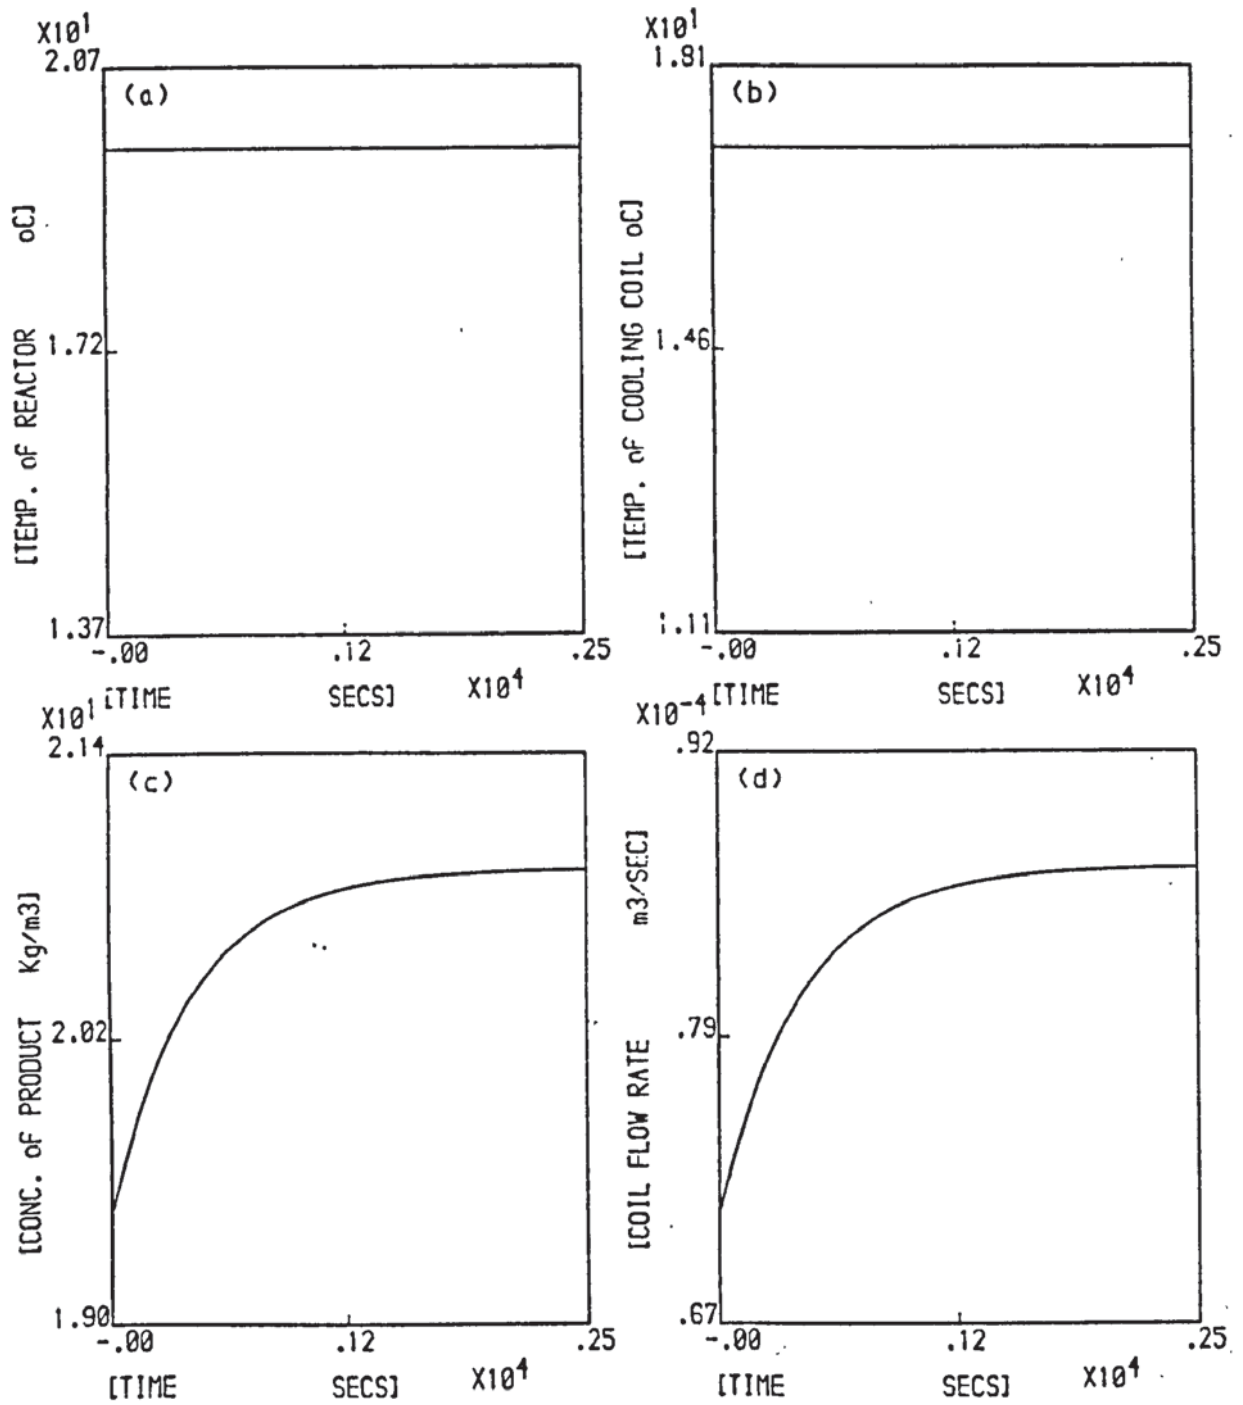 X10¹
2.07
(a)
[TEMP. of REACTOR oC]
1.72
1.37
-.00 .12 .25
[TIME SECS] X10⁴
X10¹
1.81
(b)
[TEMP. of COOLING COIL oC]
1.46
1.11
-.00 .12 .25
[TIME SECS] X10⁴
X10¹
2.14
(c)
[CONC. of PRODUCT Kg/m3]
2.02
1.90
-.00 .12 .25
[TIME SECS] X10⁴
X10⁻⁴
.92
(d)
[COIL FLOW RATE m3/SEC]
.79
.67
-.00 .12 .25
[TIME SECS] X10⁴